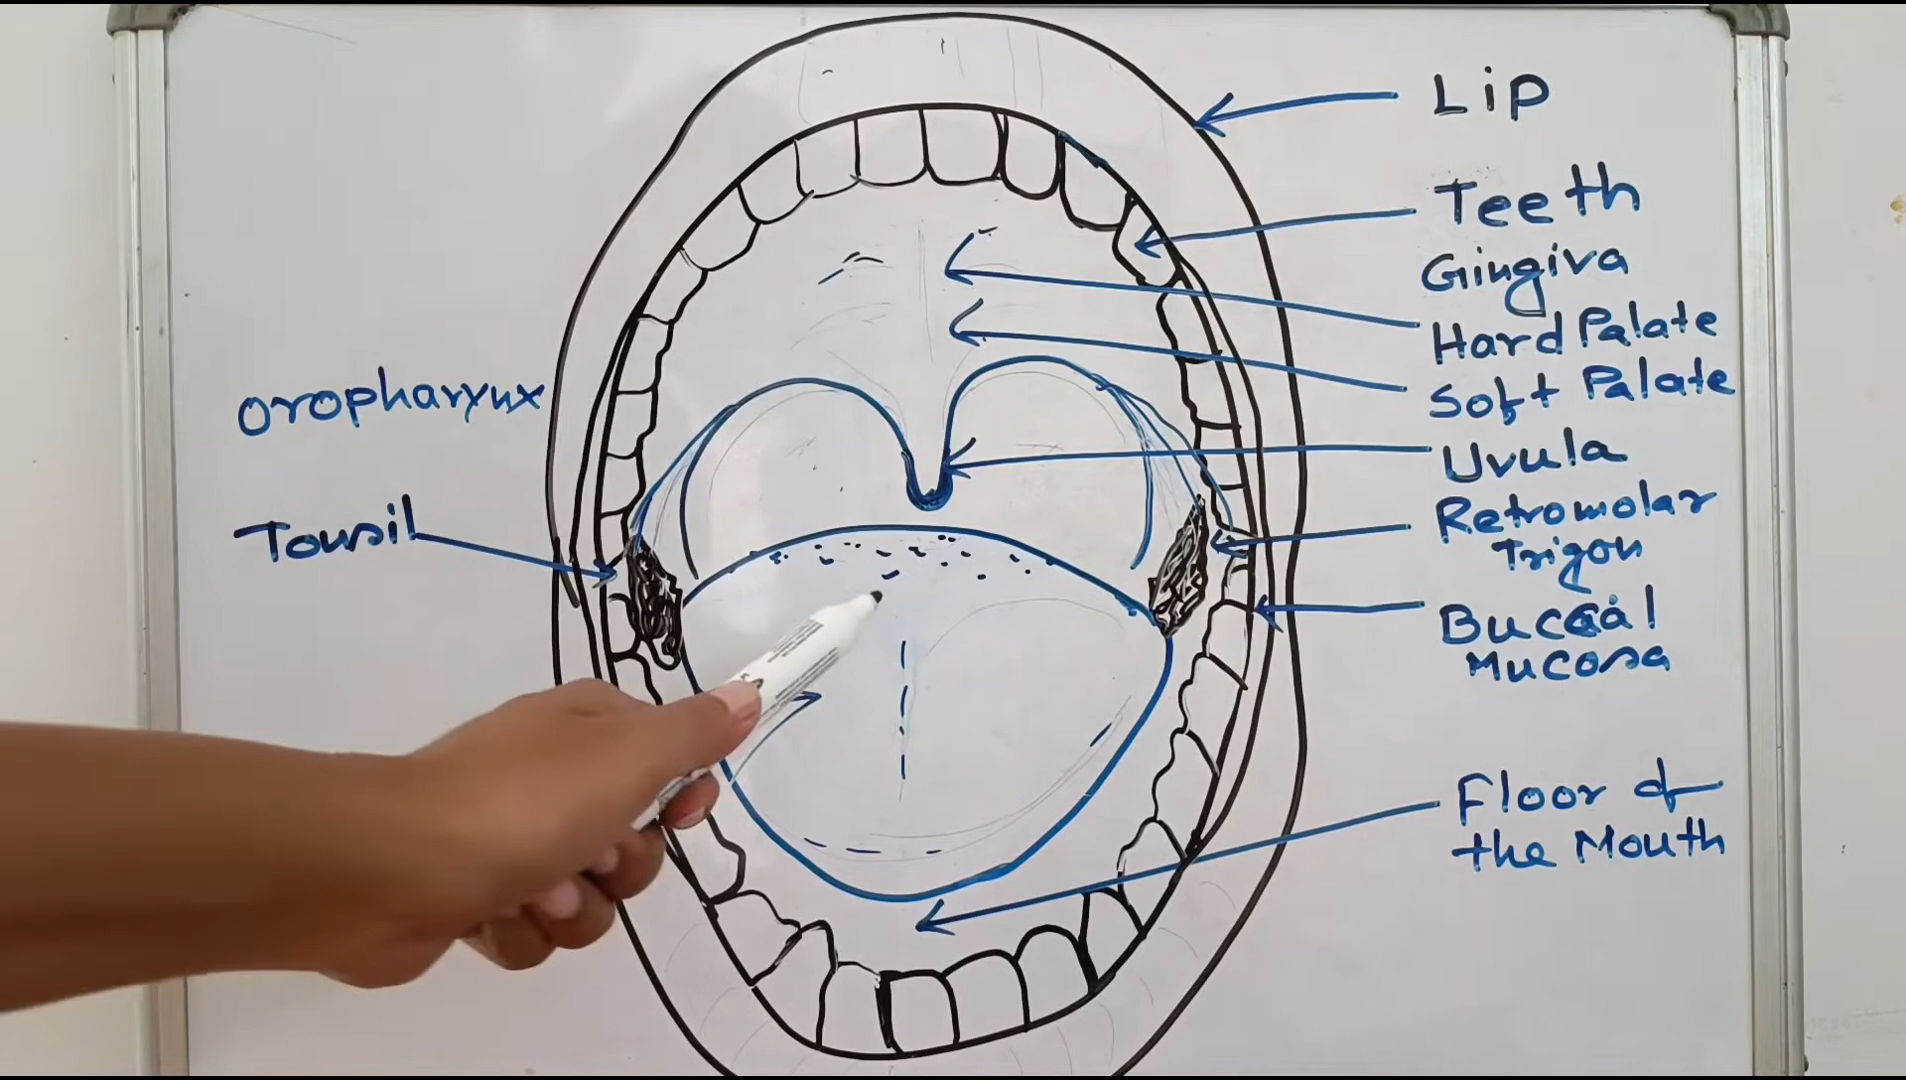 Lip
Teeth
Gingiva
Hard Palate
Soft Palate
Oropharynx
Uvula
Tonsil
Retromolar
Trigon
Buccal
Mucosa
Floor of
the Mouth